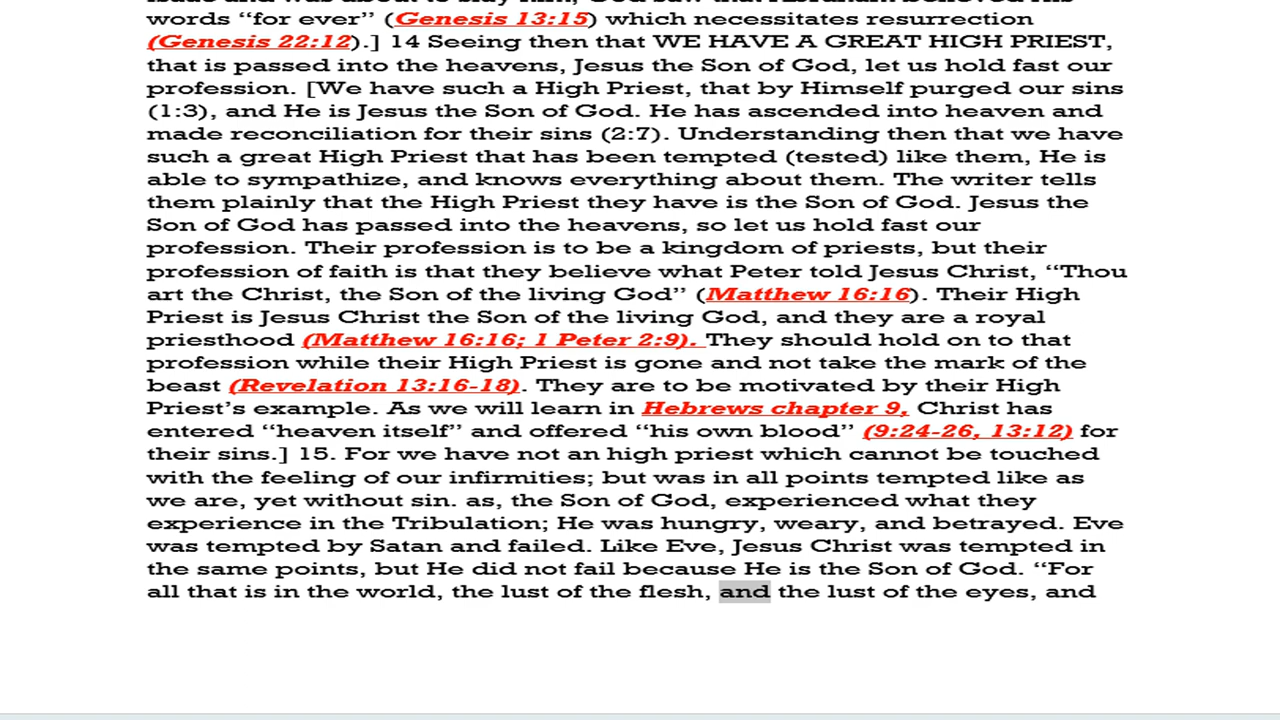 words “for ever” (Genesis 13:15) which necessitates resurrection
(Genesis 22:12).] 14 Seeing then that WE HAVE A GREAT HIGH PRIEST,
that is passed into the heavens, Jesus the Son of God, let us hold fast our
profession. [We have such a High Priest, that by Himself purged our sins
(1:3), and He is Jesus the Son of God. He has ascended into heaven and
made reconciliation for their sins (2:7). Understanding then that we have
such a great High Priest that has been tempted (tested) like them, He is
able to sympathize, and knows everything about them. The writer tells
them plainly that the High Priest they have is the Son of God. Jesus the
Son of God has passed into the heavens, so let us hold fast our
profession. Their profession is to be a kingdom of priests, but their
profession of faith is that they believe what Peter told Jesus Christ, “Thou
art the Christ, the Son of the living God” (Matthew 16:16). Their High
Priest is Jesus Christ the Son of the living God, and they are a royal
priesthood (Matthew 16:16; 1 Peter 2:9). They should hold on to that
profession while their High Priest is gone and not take the mark of the
beast (Revelation 13:16-18). They are to be motivated by their High
Priest’s example. As we will learn in Hebrews chapter 9, Christ has
entered “heaven itself” and offered “his own blood” (9:24-26, 13:12) for
their sins.] 15. For we have not an high priest which cannot be touched
with the feeling of our infirmities; but was in all points tempted like as
we are, yet without sin. as, the Son of God, experienced what they
experience in the Tribulation; He was hungry, weary, and betrayed. Eve
was tempted by Satan and failed. Like Eve, Jesus Christ was tempted in
the same points, but He did not fail because He is the Son of God. “For
all that is in the world, the lust of the flesh, and the lust of the eyes, and